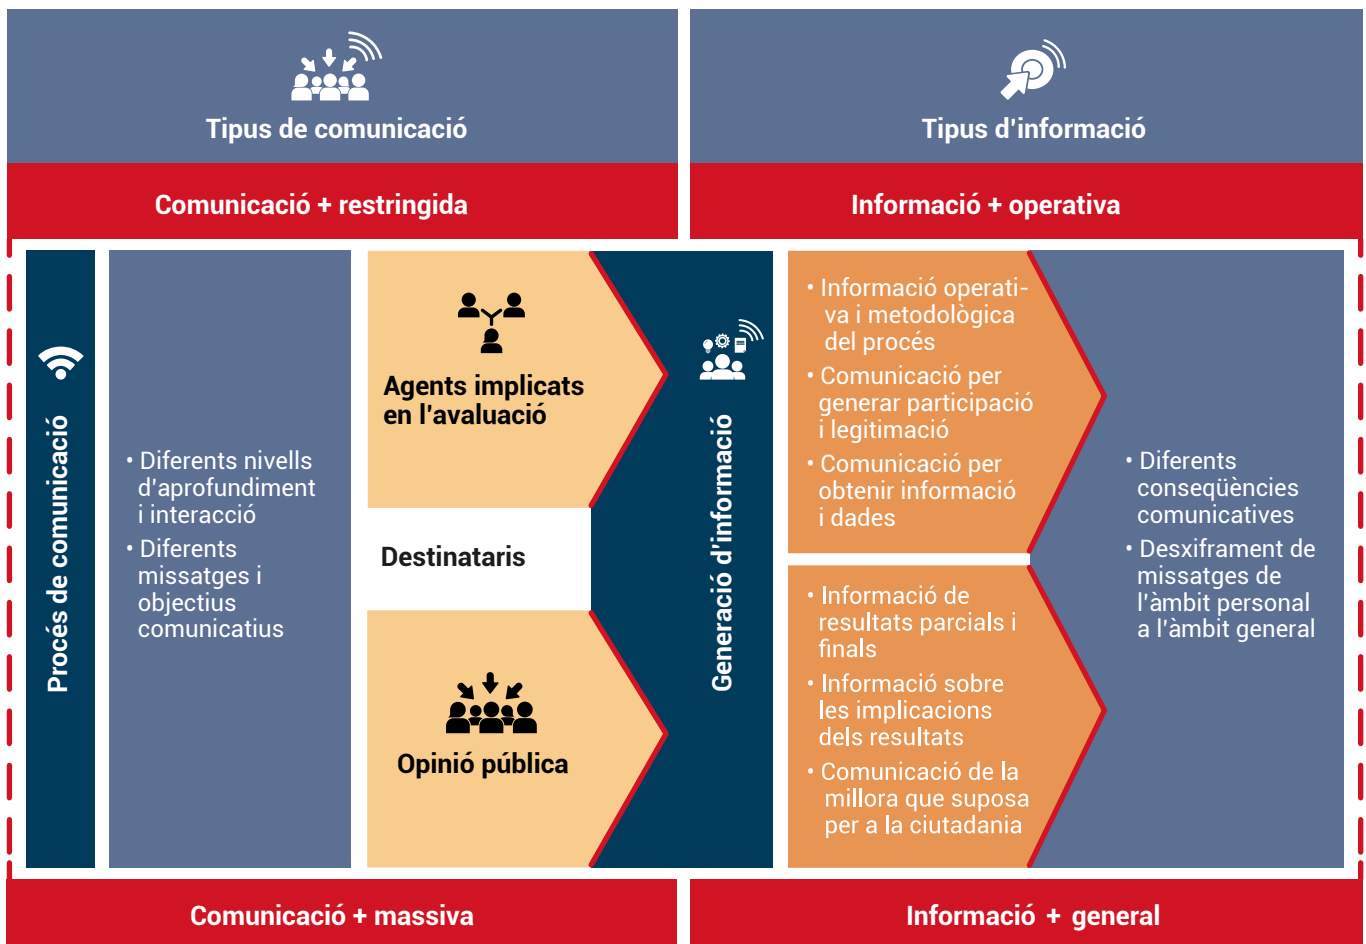 Tipus de comunicació
Tipus d'informació
Comunicació + restringida
Informació + operativa
Procés de comunicació
• Diferents nivells
d'aprofundiment
i interacció
• Diferents
missatges i
objectius
comunicatius
Agents implicats
en l'avaluació
Destinataris
Opinió pública
Generació d'informació
• Informació operati-
va i metodològica
del procés
• Comunicació per
generar participació
i legitimació
• Comunicació per
obtenir informació
i dades
• Informació de
resultats parcials i
finals
• Informació sobre
les implicacions
dels resultats
• Comunicació de la
millora que suposa
per a la ciutadania
• Diferents
conseqüències
comunicatives
• Desxiframent de
missatges de
l'àmbit personal
a l'àmbit general
Comunicació + massiva
Informació + general